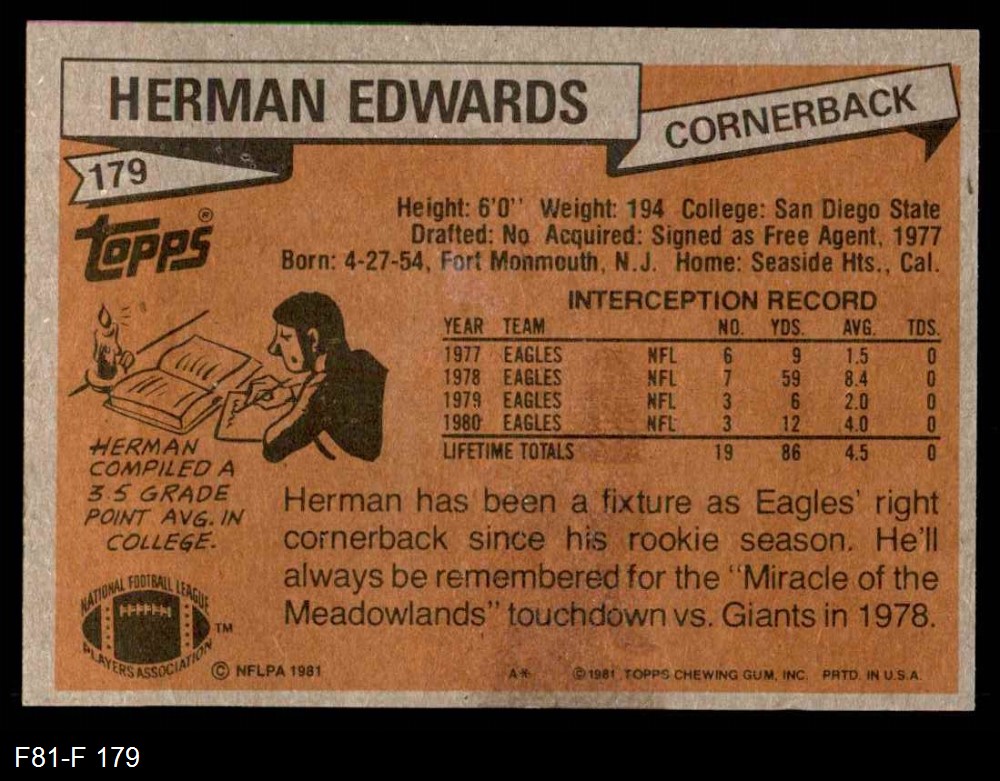 HERMAN EDWARDS
CORNERBACK
179
TOPPS®
Height: 6'0'' Weight: 194 College: San Diego State
Drafted: No Acquired: Signed as Free Agent, 1977
Born: 4-27-54, Fort Monmouth, N.J. Home: Seaside Hts., Cal.
INTERCEPTION RECORD
YEAR TEAM NO. YDS. AVG. TDS.
1977 EAGLES NFL 6 9 1.5 0
1978 EAGLES NFL 7 59 8.4 0
1979 EAGLES NFL 3 6 2.0 0
1980 EAGLES NFL 3 12 4.0 0
LIFETIME TOTALS 19 86 4.5 0
HERMAN
COMPILED A
3.5 GRADE
POINT AVG. IN
COLLEGE.
Herman has been a fixture as Eagles' right
cornerback since his rookie season. He'll
always be remembered for the "Miracle of the
Meadowlands" touchdown vs. Giants in 1978.
NATIONAL FOOTBALL LEAGUE
PLAYERS ASSOCIATION
TM
© NFLPA 1981
A* © 1981 TOPPS CHEWING GUM, INC. PRTD. IN U.S.A.
F81-F 179